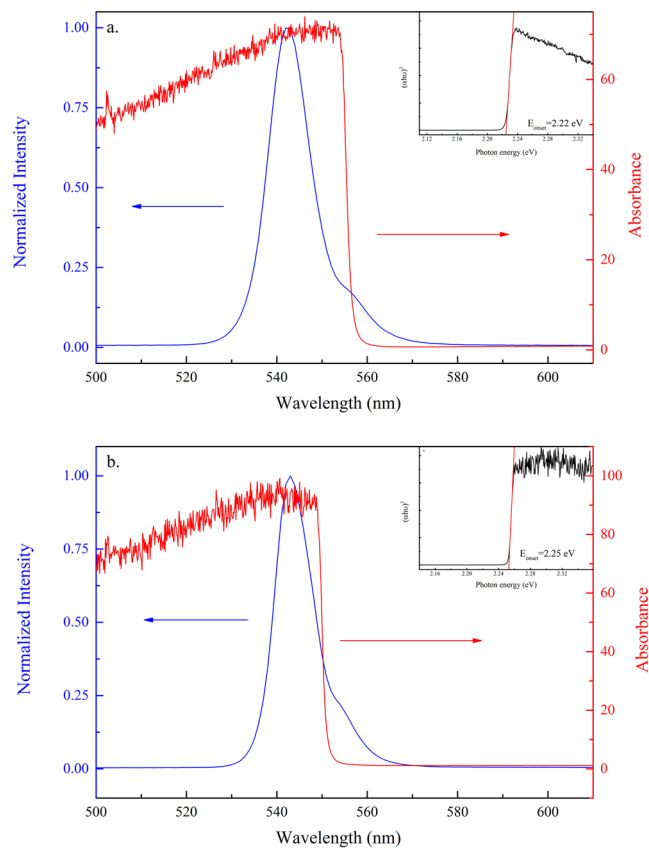 a.
1.00
0.75
0.50
0.25
0.00
Normalized Intensity
60
40
20
0
Absorbance
500 520 540 560 580 600
Wavelength (nm)
(αhυ)²
E onset=2.22 eV
2.12 2.16 2.20 2.24 2.28 2.32
Photon energy (eV)
b.
1.00
0.75
0.50
0.25
0.00
Normalized Intensity
100
80
60
40
20
0
Absorbance
500 520 540 560 580 600
Wavelength (nm)
(αhυ)²
E onset=2.25 eV
2.16 2.20 2.24 2.28 2.32
Photon energy (eV)